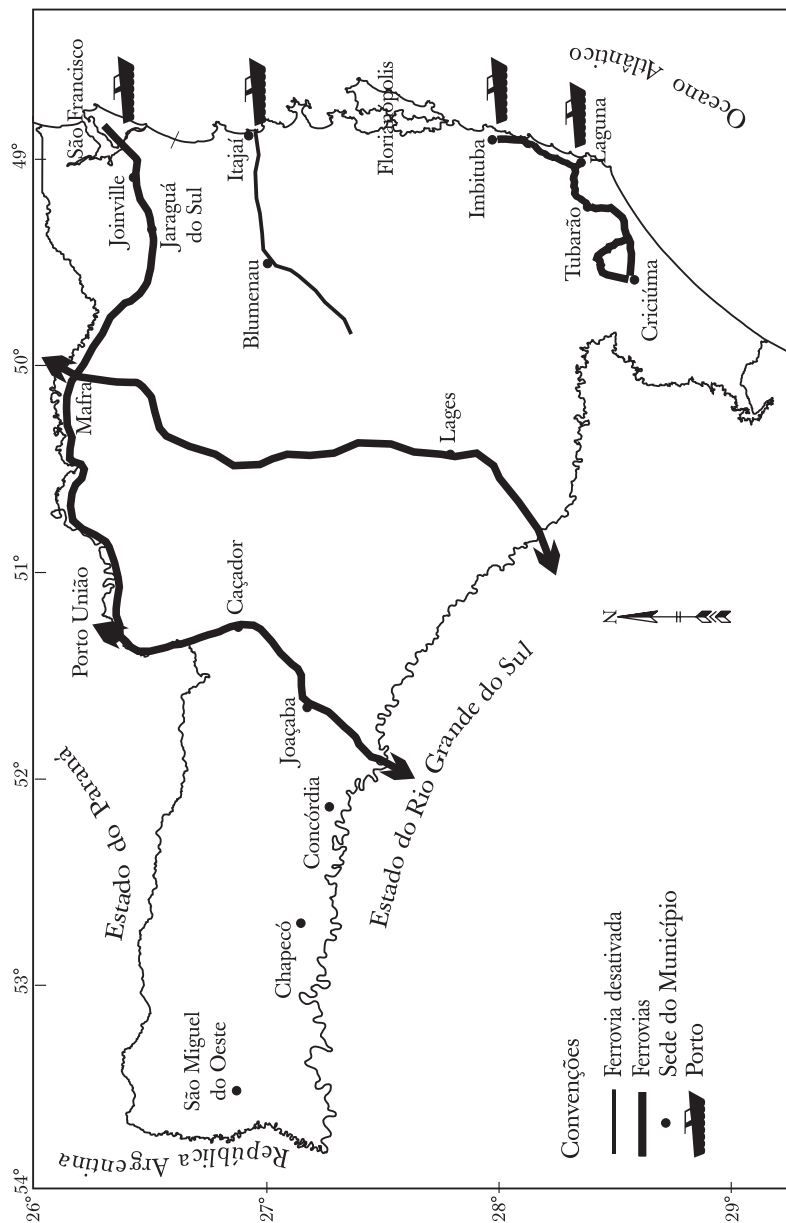 54°
53°
52°
51°
50°
49°
26°
27°
28°
29°
Estado do Paraná
República Argentina
São Miguel
do Oeste
Chapecó
Concórdia
Joaçaba
Caçador
Porto União
Mafra
Lages
Blumenau
Itajaí
Jaraguá
do Sul
Joinville
São Francisco
Florianópolis
Imbituba
Laguna
Tubarão
Criciúma
Oceano Atlântico
Estado do Rio Grande do Sul
N
Convenções
Ferrovia desativada
Ferrovias
Sede do Município
Porto